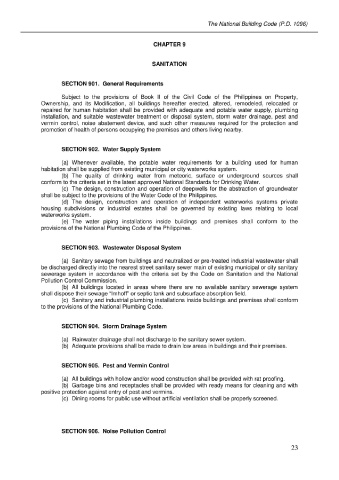 The National Building Code (P.D. 1096)
CHAPTER 9
SANITATION
SECTION 901. General Requirements
Subject to the provisions of Book II of the Civil Code of the Philippines on Property,
Ownership, and its Modification, all buildings hereafter erected, altered, remodeled, relocated or
repaired for human habitation shall be provided with adequate and potable water supply, plumbing
installation, and suitable wastewater treatment or disposal system, storm water drainage, pest and
vermin control, noise abatement device, and such other measures required for the protection and
promotion of health of persons occupying the premises and others living nearby.
SECTION 902. Water Supply System
(a) Whenever available, the potable water requirements for a building used for human
habitation shall be supplied from existing municipal or city waterworks system.
(b) The quality of drinking water from meteoric, surface or underground sources shall
conform to the criteria set in the latest approved National Standards for Drinking Water.
(c) The design, construction and operation of deepwells for the abstraction of groundwater
shall be subject to the provisions of the Water Code of the Philippines.
(d) The design, construction and operation of independent waterworks systems private
housing subdivisions or industrial estates shall be governed by existing laws relating to local
waterworks system.
(e) The water piping installations inside buildings and premises shall conform to the
provisions of the National Plumbing Code of the Philippines.
SECTION 903. Wastewater Disposal System
(a) Sanitary sewage from buildings and neutralized or pre-treated industrial wastewater shall
be discharged directly into the nearest street sanitary sewer main of existing municipal or city sanitary
sewerage system in accordance with the criteria set by the Code on Sanitation and the National
Pollution Control Commission.
(b) All buildings located in areas where there are no available sanitary sewerage system
shall dispose their sewage "Imhoff" or septic tank and subsurface absorption field.
(c) Sanitary and industrial plumbing installations inside buildings and premises shall conform
to the provisions of the National Plumbing Code.
SECTION 904. Storm Drainage System
(a) Rainwater drainage shall not discharge to the sanitary sewer system.
(b) Adequate provisions shall be made to drain low areas in buildings and their premises.
SECTION 905. Pest and Vermin Control
(a) All buildings with hollow and/or wood construction shall be provided with rat proofing.
(b) Garbage bins and receptacles shall be provided with ready means for cleaning and with
positive protection against entry of pest and vermins.
(c) Dining rooms for public use without artificial ventilation shall be properly screened.
SECTION 906. Noise Pollution Control
23